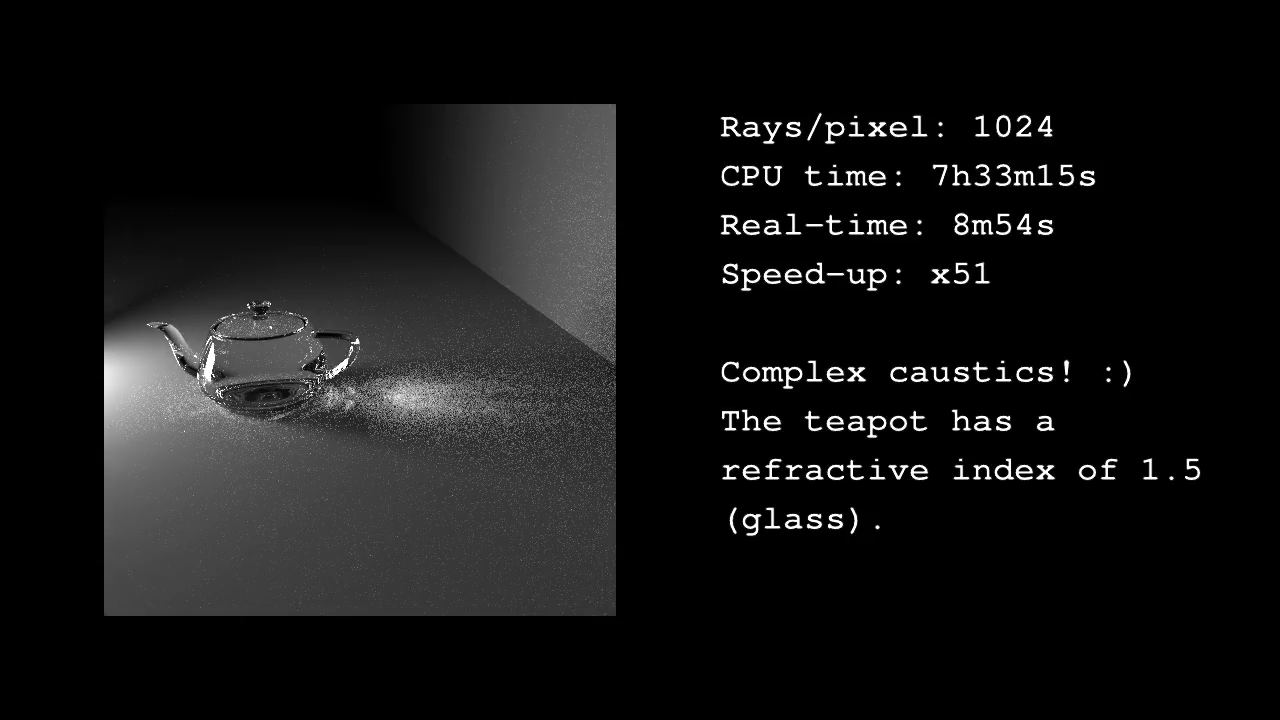 Rays/pixel: 1024
CPU time: 7h33m15s
Real-time: 8m54s
Speed-up: x51
Complex caustics! :)
The teapot has a
refractive index of 1.5
(glass).